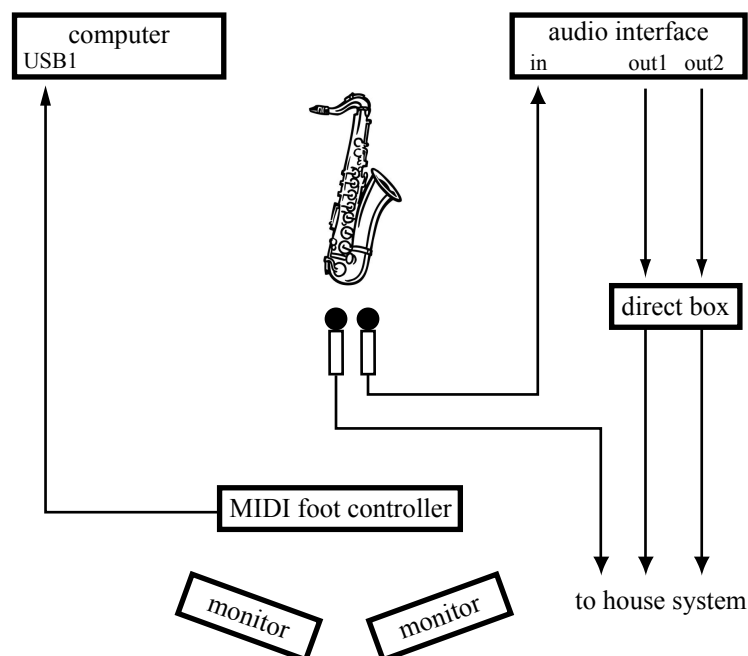 computer
USB1
audio interface
in out1 out2
direct box
MIDI foot controller
monitor
monitor
to house system